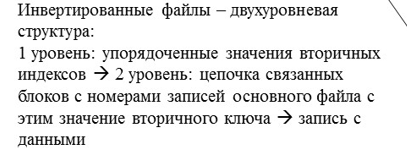 Инвертированные файлы – двухуровневая
структура:
1 уровень: упорядоченные значения вторичных
индексов → 2 уровень: цепочка связанных
блоков с номерами записей основного файла с
этим значение вторичного ключа → запись с
данными